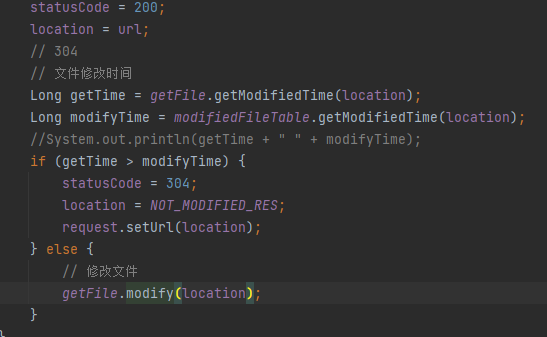 statusCode = 200;
location = url;
// 304
// 文件修改时间
Long getTime = getFile.getModifiedTime(location);
Long modifyTime = modifiedFileTable.getModifiedTime(location);
//System.out.println(getTime + " " + modifyTime);
if (getTime > modifyTime) {
statusCode = 304;
location = NOT_MODIFIED_RES;
request.setUrl(location);
} else {
// 修改文件
getFile.modify(location);
}
}